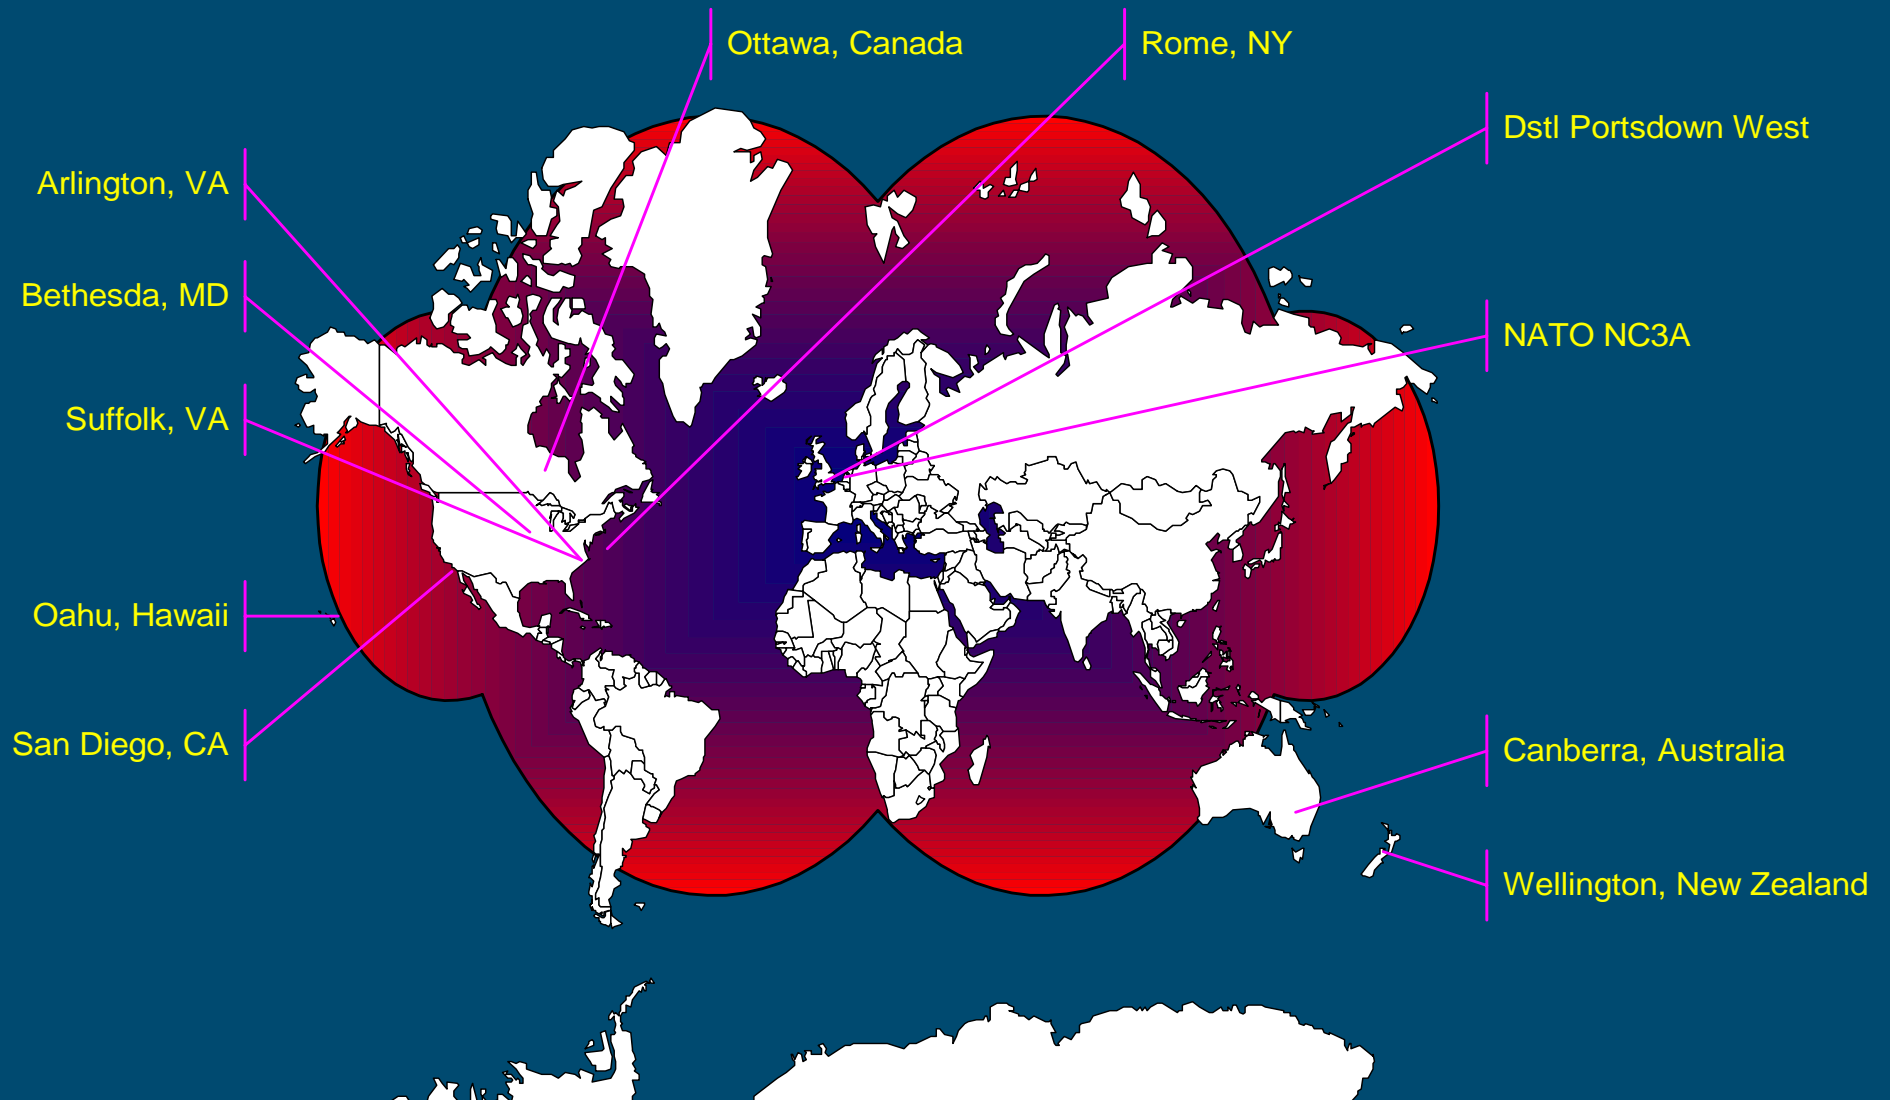 Ottawa, Canada
Rome, NY
Dstl Portsdown West
Arlington, VA
Bethesda, MD
NATO NC3A
Suffolk, VA
Oahu, Hawaii
San Diego, CA
Canberra, Australia
Wellington, New Zealand